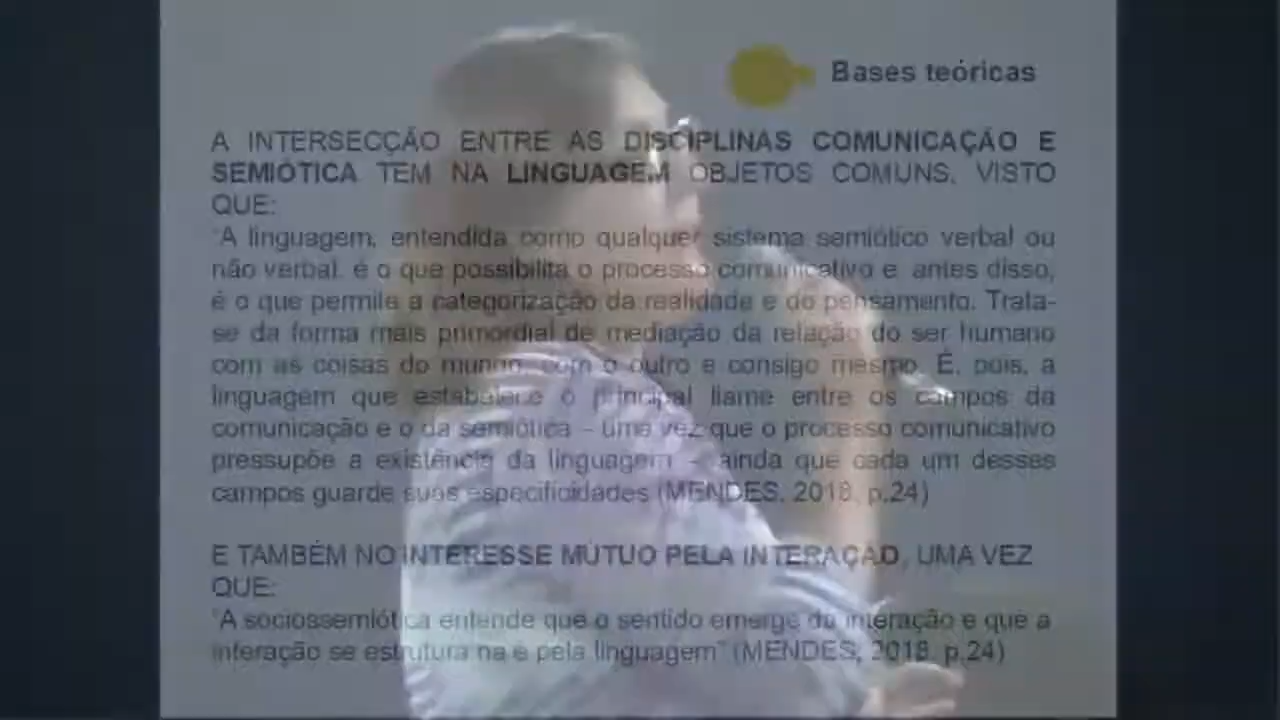 Bases teóricas
A INTERSECÇÃO ENTRE AS DISCIPLINAS COMUNICAÇÃO E
SEMIÓTICA TEM NA LINGUAGEM OBJETOS COMUNS, VISTO
QUE:
"A linguagem, entendida como qualquer sistema semiótico verbal ou
não verbal, é o que possibilita o processo comunicativo e, antes disso,
é o que permite a categorização da realidade e do pensamento. Trata-
se da forma mais primordial de mediação da relação do ser humano
com as coisas do mundo, com o outro e consigo mesmo. É, pois, a
linguagem que estabelece o principal liame entre os campos da
comunicação e o da semiótica – uma vez que o processo comunicativo
pressupõe a existência da linguagem – ainda que cada um desses
campos guarde suas especificidades (MENDES, 2018, p.24)
E TAMBÉM NO INTERESSE MÚTUO PELA INTERAÇÃO, UMA VEZ
QUE:
"A sociossemiótica entende que o sentido emerge da interação e que a
interação se estrutura na e pela linguagem" (MENDES, 2018, p.24)